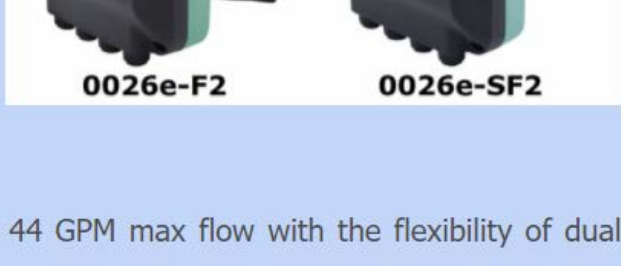 0026e-F2 0026e-SF2
44 GPM max flow with the flexibility of dual